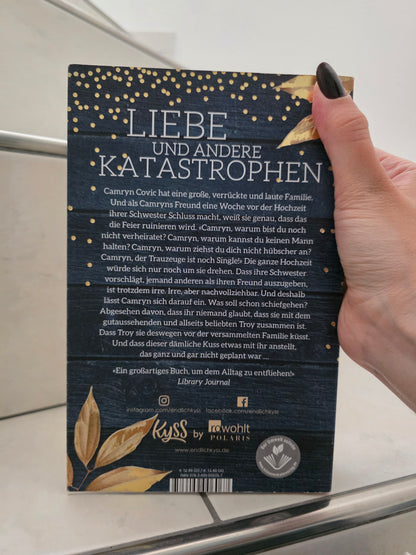 LIEBE
UND ANDERE
KATASTROPHEN
Camryn Covic hat eine große, verrückte und laute Familie.
Und als Camryns Freund eine Woche vor der Hochzeit
ihrer Schwester Schluss macht, weiß sie genau, dass das
die Feier ruinieren wird. «Camryn, warum bist du noch
nicht verheiratet? Camryn, warum kannst du keinen Mann
halten? Camryn, warum ziehst du dich nicht hübscher an?
Camryn, der Trauzeuge ist noch Single!» Die ganze Hochzeit
würde sich nur noch um sie drehen. Dass ihre Schwester
vorschlägt, jemand anderes als ihren Freund auszugeben,
ist trotzdem irre. Irre, aber nachvollziehbar. Und deshalb
lässt Camryn sich darauf ein. Was soll schon schiefgehen?
Abgesehen davon, dass ihr niemand glaubt, dass sie mit dem
gutaussehenden und allseits beliebten Troy zusammen ist.
Dass Troy sie deswegen vor der versammelten Familie küsst.
Und dass dieser dämliche Kuss etwas mit ihr anstellt,
das ganz und gar nicht geplant war ...
«Ein großartiges Buch, um dem Alltag zu entfliehen!»
Library Journal
instagram.com/endlichkyss
facebook.com/endlichkyss
KYSS by rowohlt
POLARIS
www.endlichkyss.de